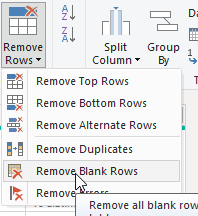 Remove
Rows
Split
Column
Group
By
Remove Top Rows
Remove Bottom Rows
Remove Alternate Rows
Remove Duplicates
Remove Blank Rows
Remove Errors
Remove all blank row